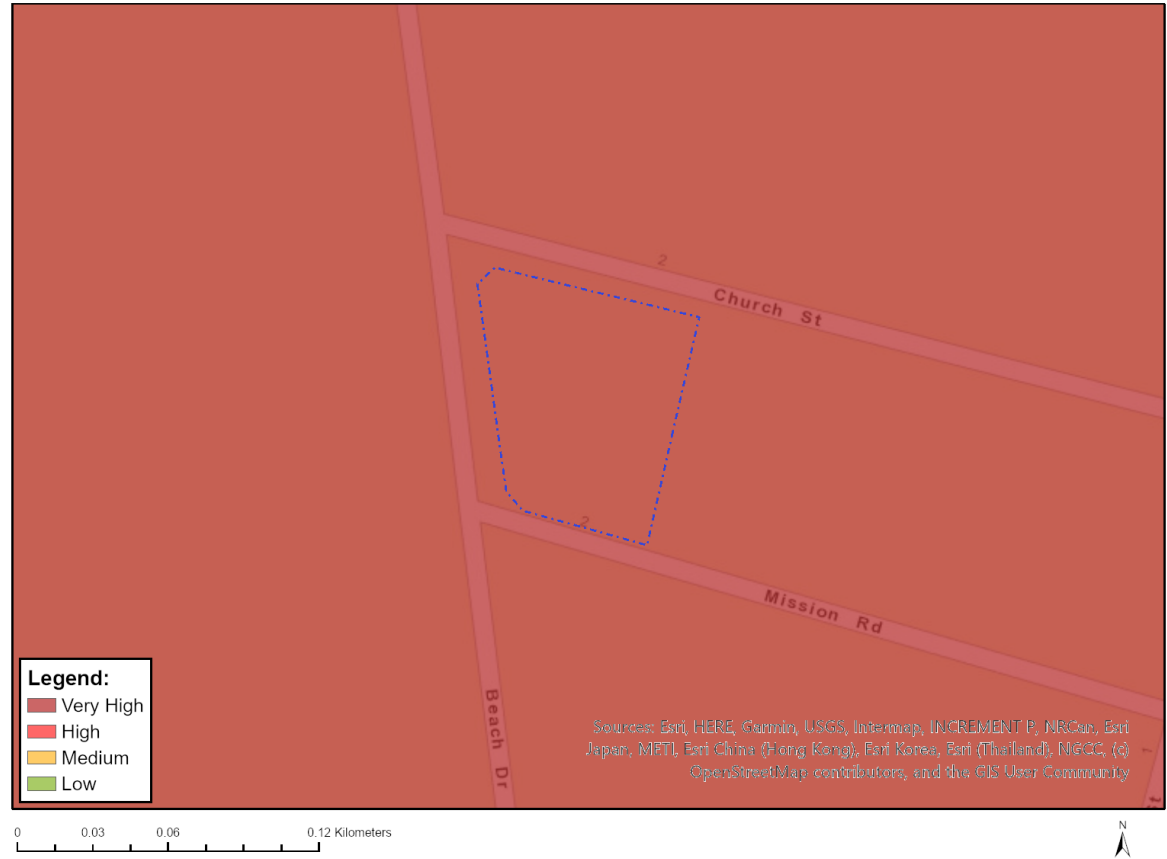 2
Church St
2
Mission Rd
Beach Dr
1
St
Legend:
Very High
High
Medium
Low
Sources: Esri, HERE, Garmin, USGS, Intermap, INCREMENT P, NRCan, Esri
Japan, METI, Esri China (Hong Kong), Esri Korea, Esri (Thailand), NGCC, (c)
OpenStreetMap contributors, and the GIS User Community
0 0.03 0.06 0.12 Kilometers
N